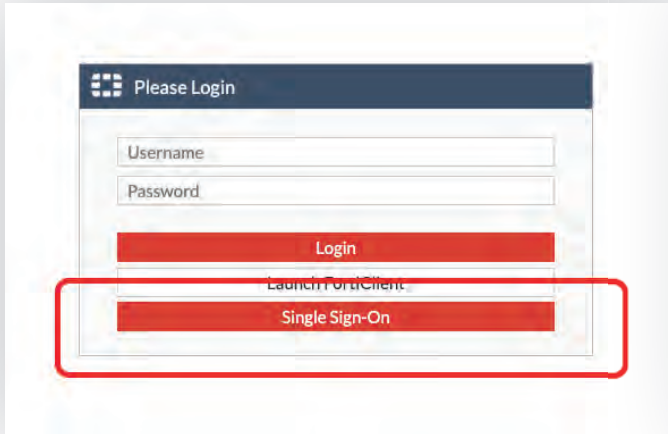 Please Login
Username
Password
Login
Launch FortiClient
Single Sign-On